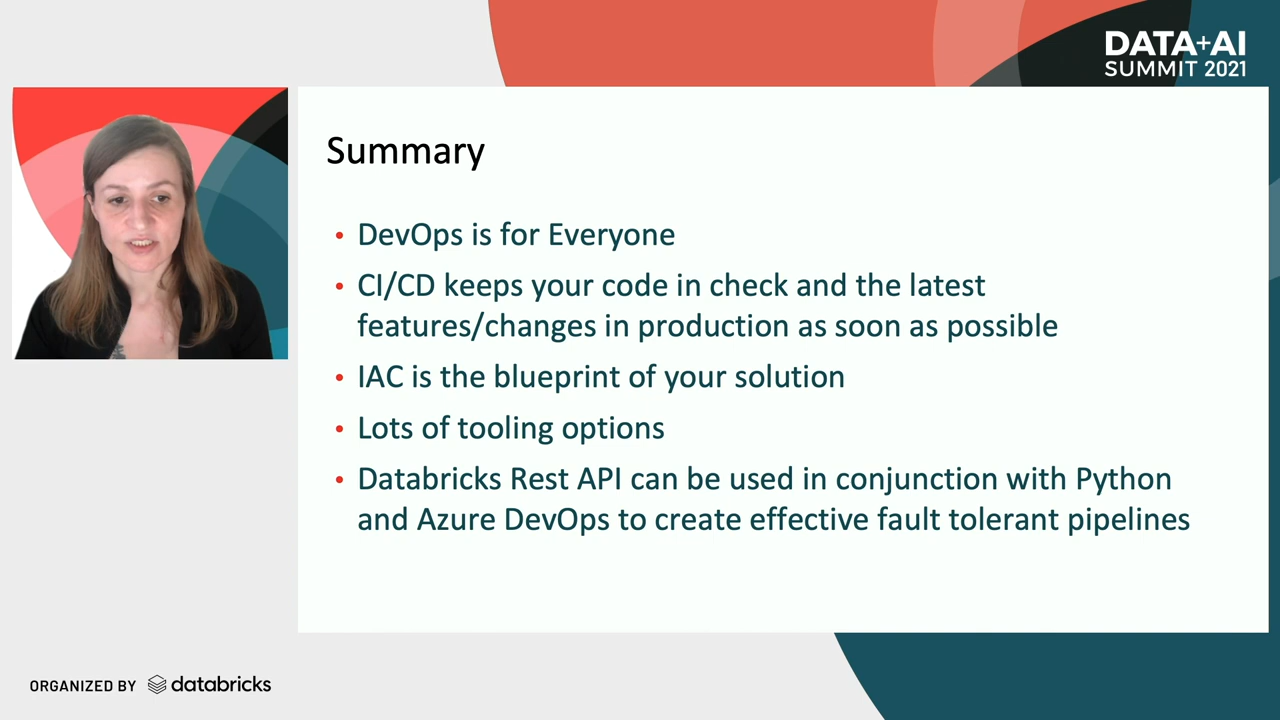 DATA+AI
SUMMIT 2021
Summary
• DevOps is for Everyone
• CI/CD keeps your code in check and the latest
features/changes in production as soon as possible
• IAC is the blueprint of your solution
• Lots of tooling options
• Databricks Rest API can be used in conjunction with Python
and Azure DevOps to create effective fault tolerant pipelines
ORGANIZED BY databricks